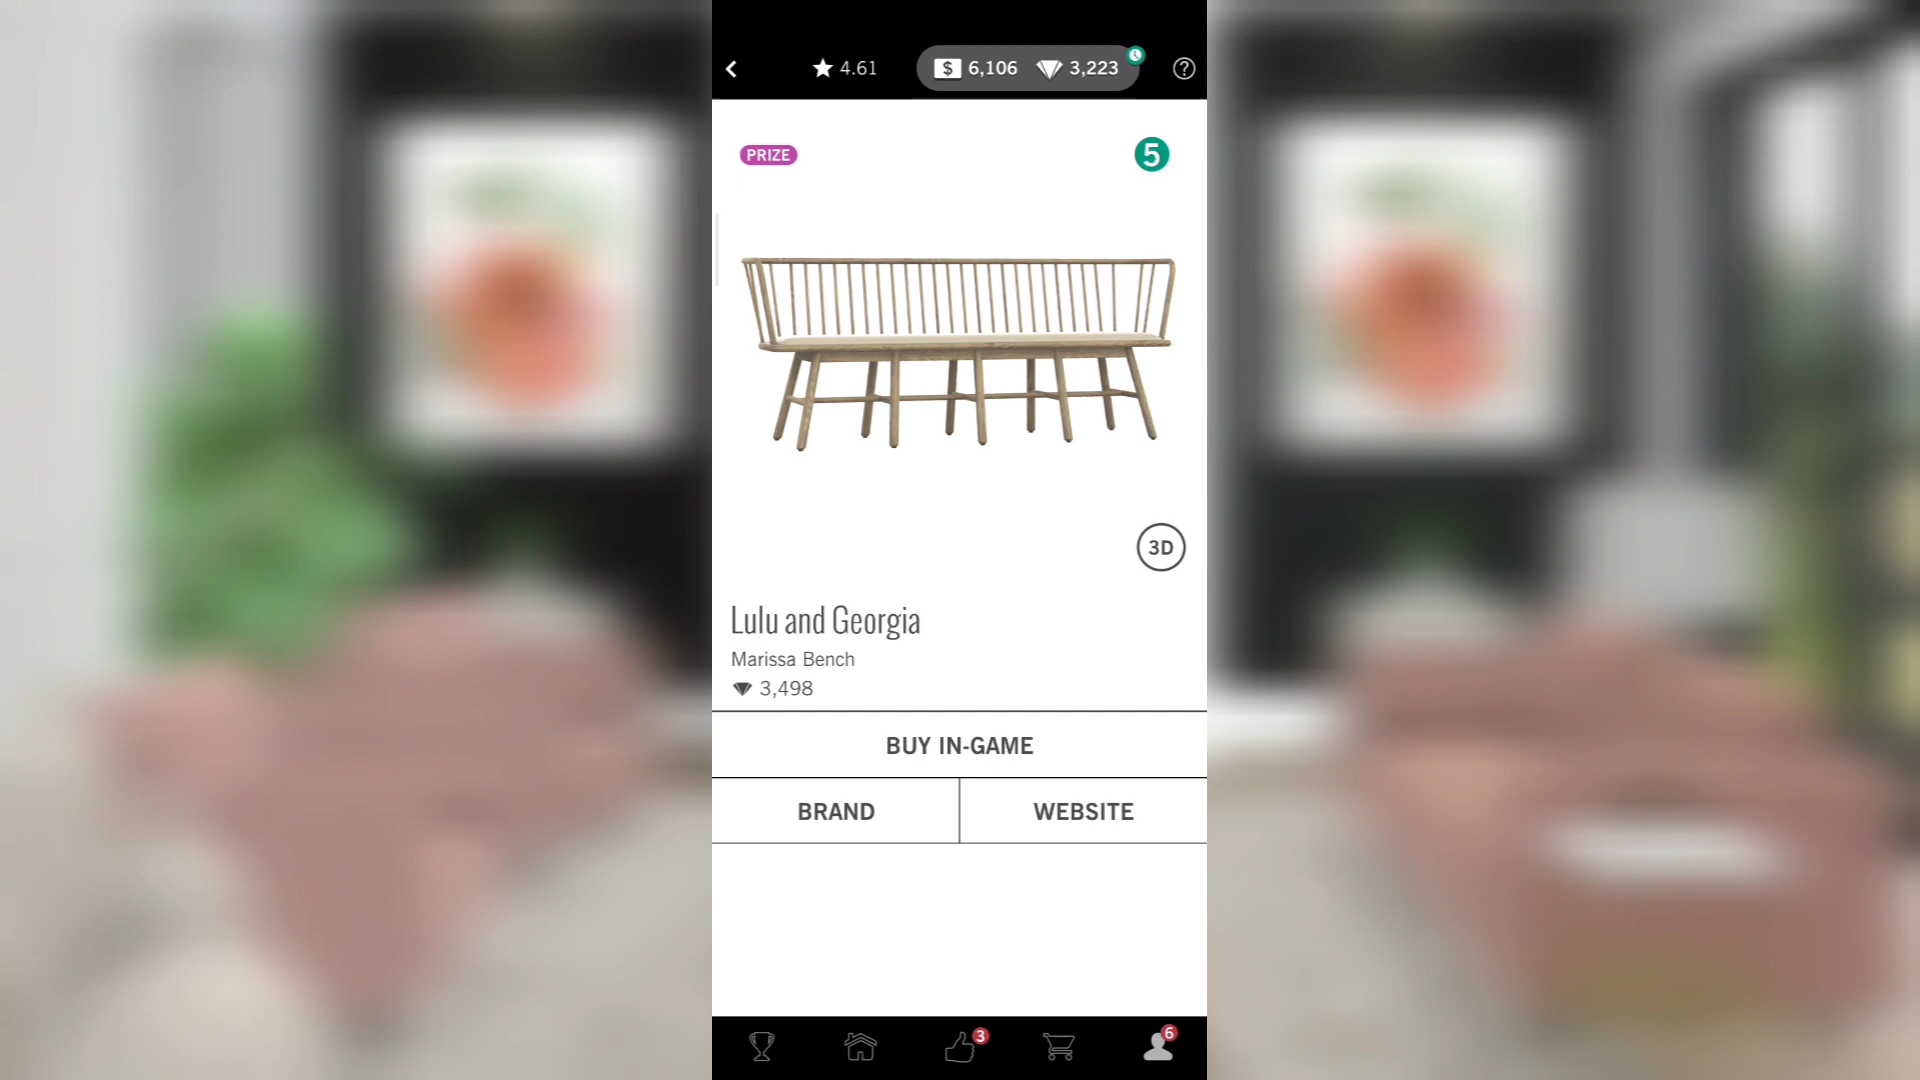 4.61
$ 6,106 3,223
?
PRIZE
5
3D
Lulu and Georgia
Marissa Bench
3,498
BUY IN-GAME
BRAND WEBSITE
3
6